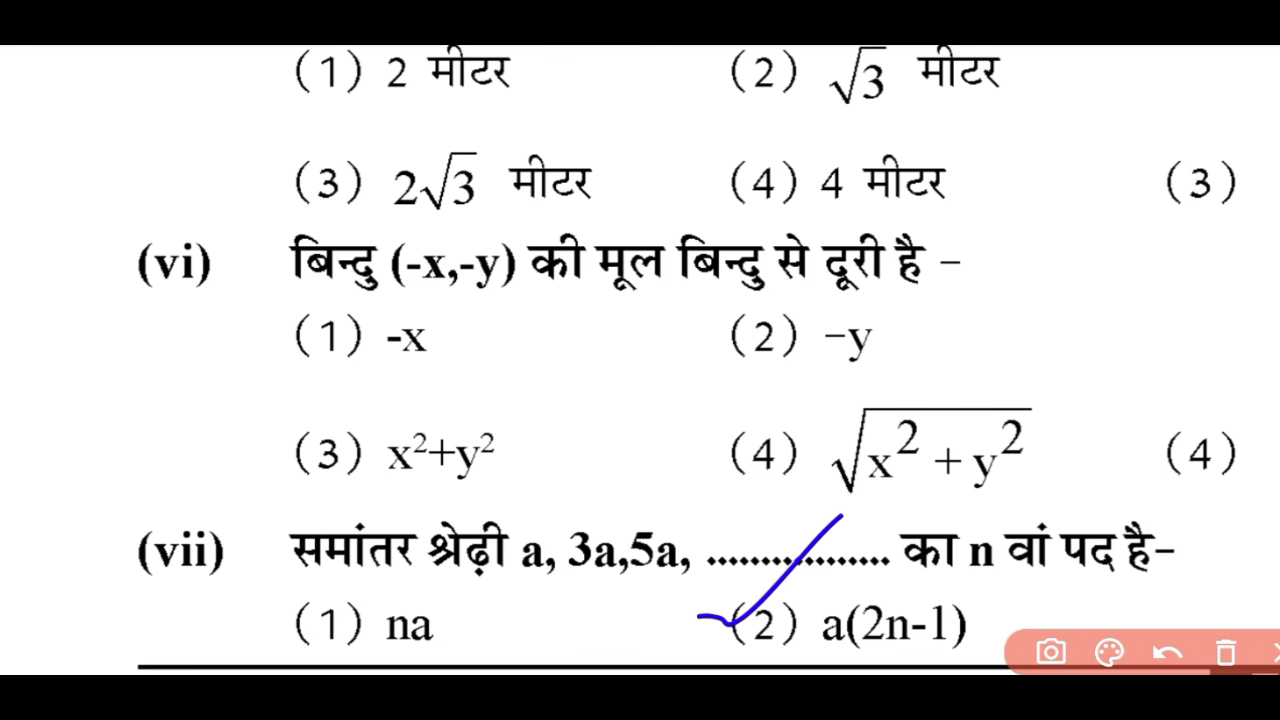 (1) 2 मीटर (2) √3 मीटर
(3) 2√3 मीटर (4) 4 मीटर (3)
(vi) बिन्दु (-x,-y) की मूल बिन्दु से दूरी है –
(1) -x (2) –y
(3) x²+y² (4) √(x² + y²) (4)
(vii) समांतर श्रेढ़ी a, 3a,5a, ................. का n वां पद है–
(1) na (2) a(2n-1)